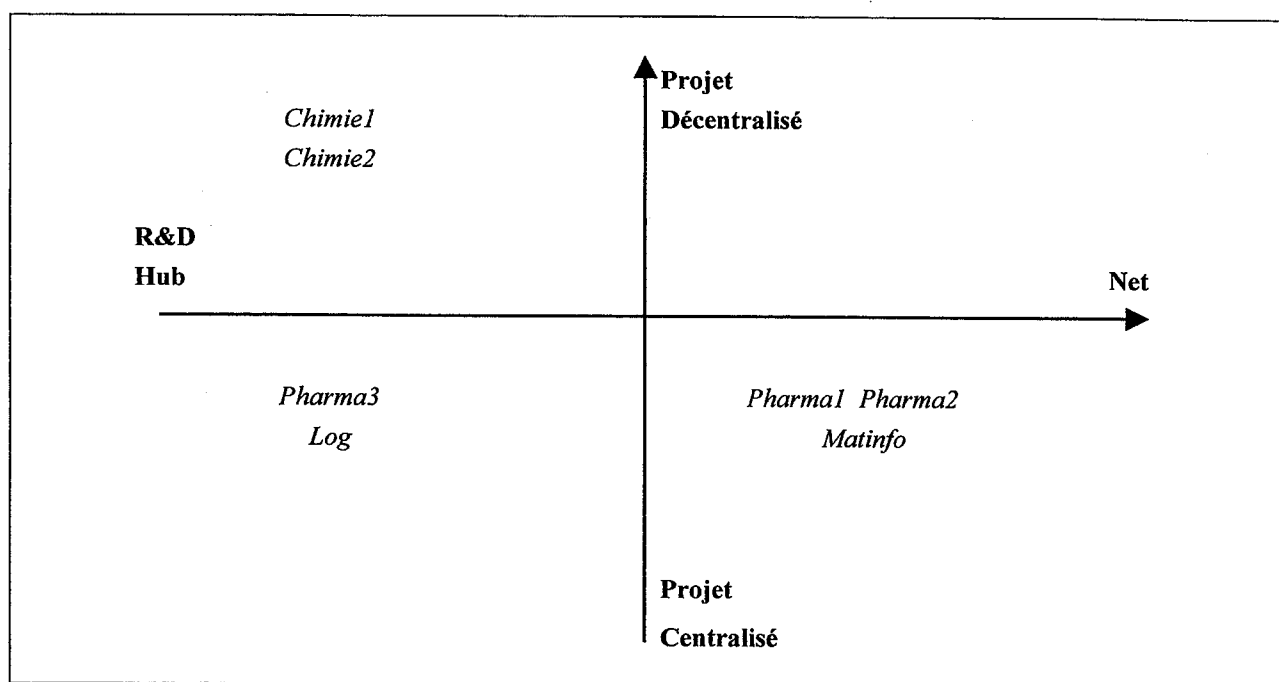 Projet
Décentralisé
Chimie1
Chimie2
R&D
Hub
Net
Pharma3
Log
Pharma1 Pharma2
Matinfo
Projet
Centralisé